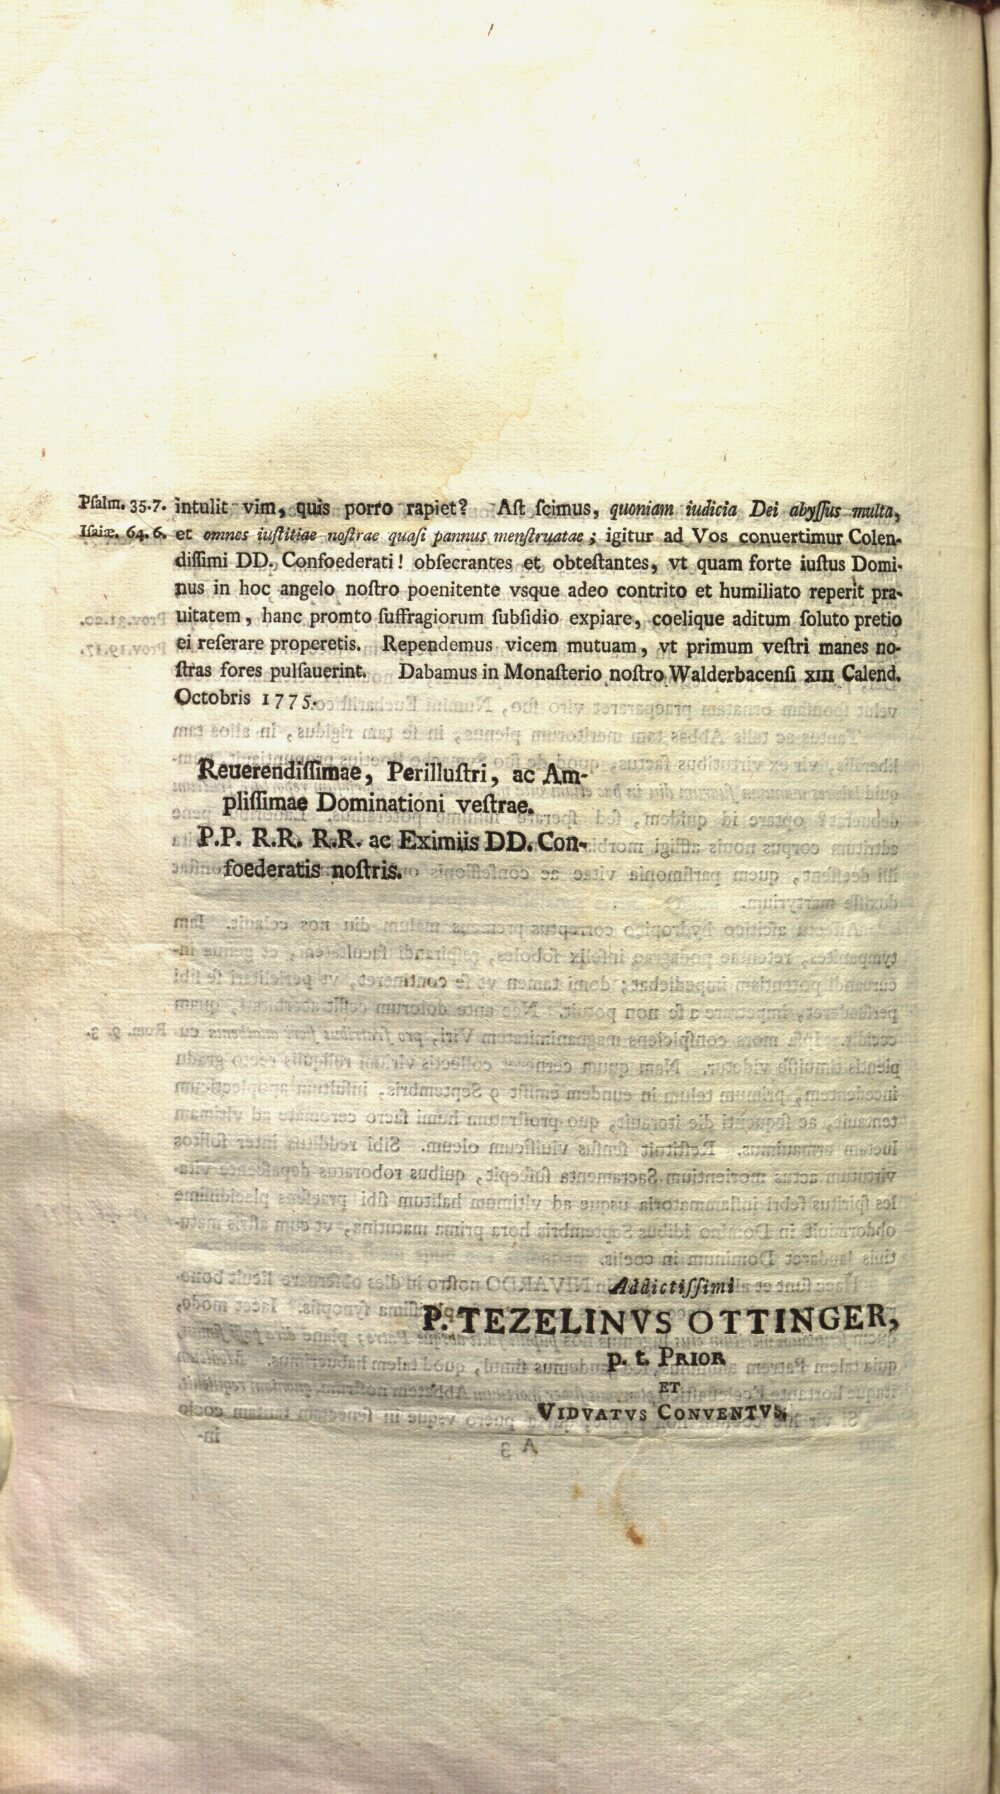 Psalm. 35.7. intulit vim, quis porro rapiet? Aſt ſcimus, quoniam iudicia Dei abyſſus multa,
Iſaiæ. 64. 6. et omnes iuſtitiae noſtrae quaſi pannus menſtruatae; igitur ad Vos conuertimur Colen-
diſſimi DD. Confoederati! obſecrantes et obteſtantes, vt quam forte iuſtus Domi-
nus in hoc angelo noſtro poenitente vsque adeo contrito et humiliato reperit pra-
uitatem, hanc promto ſuffragiorum ſubſidio expiare, coelique aditum ſoluto pretio
ei reſerare properetis. Rependemus vicem mutuam, vt primum veſtri manes no-
ſtras fores pulſauerint. Dabamus in Monaſterio noſtro Walderbacenſi XIII Calend.
Octobris 1775.
Reuerendiſſimae, Perilluſtri, ac Am-
pliſſimae Dominationi veſtrae.
P.P. R.R. R.R. ac Eximiis DD. Con-
foederatis noſtris.
Addictiſſimi
P. TEZELINVS OTTINGER,
p. t. PRIOR
ET
VIDVATVS CONVENTVS.